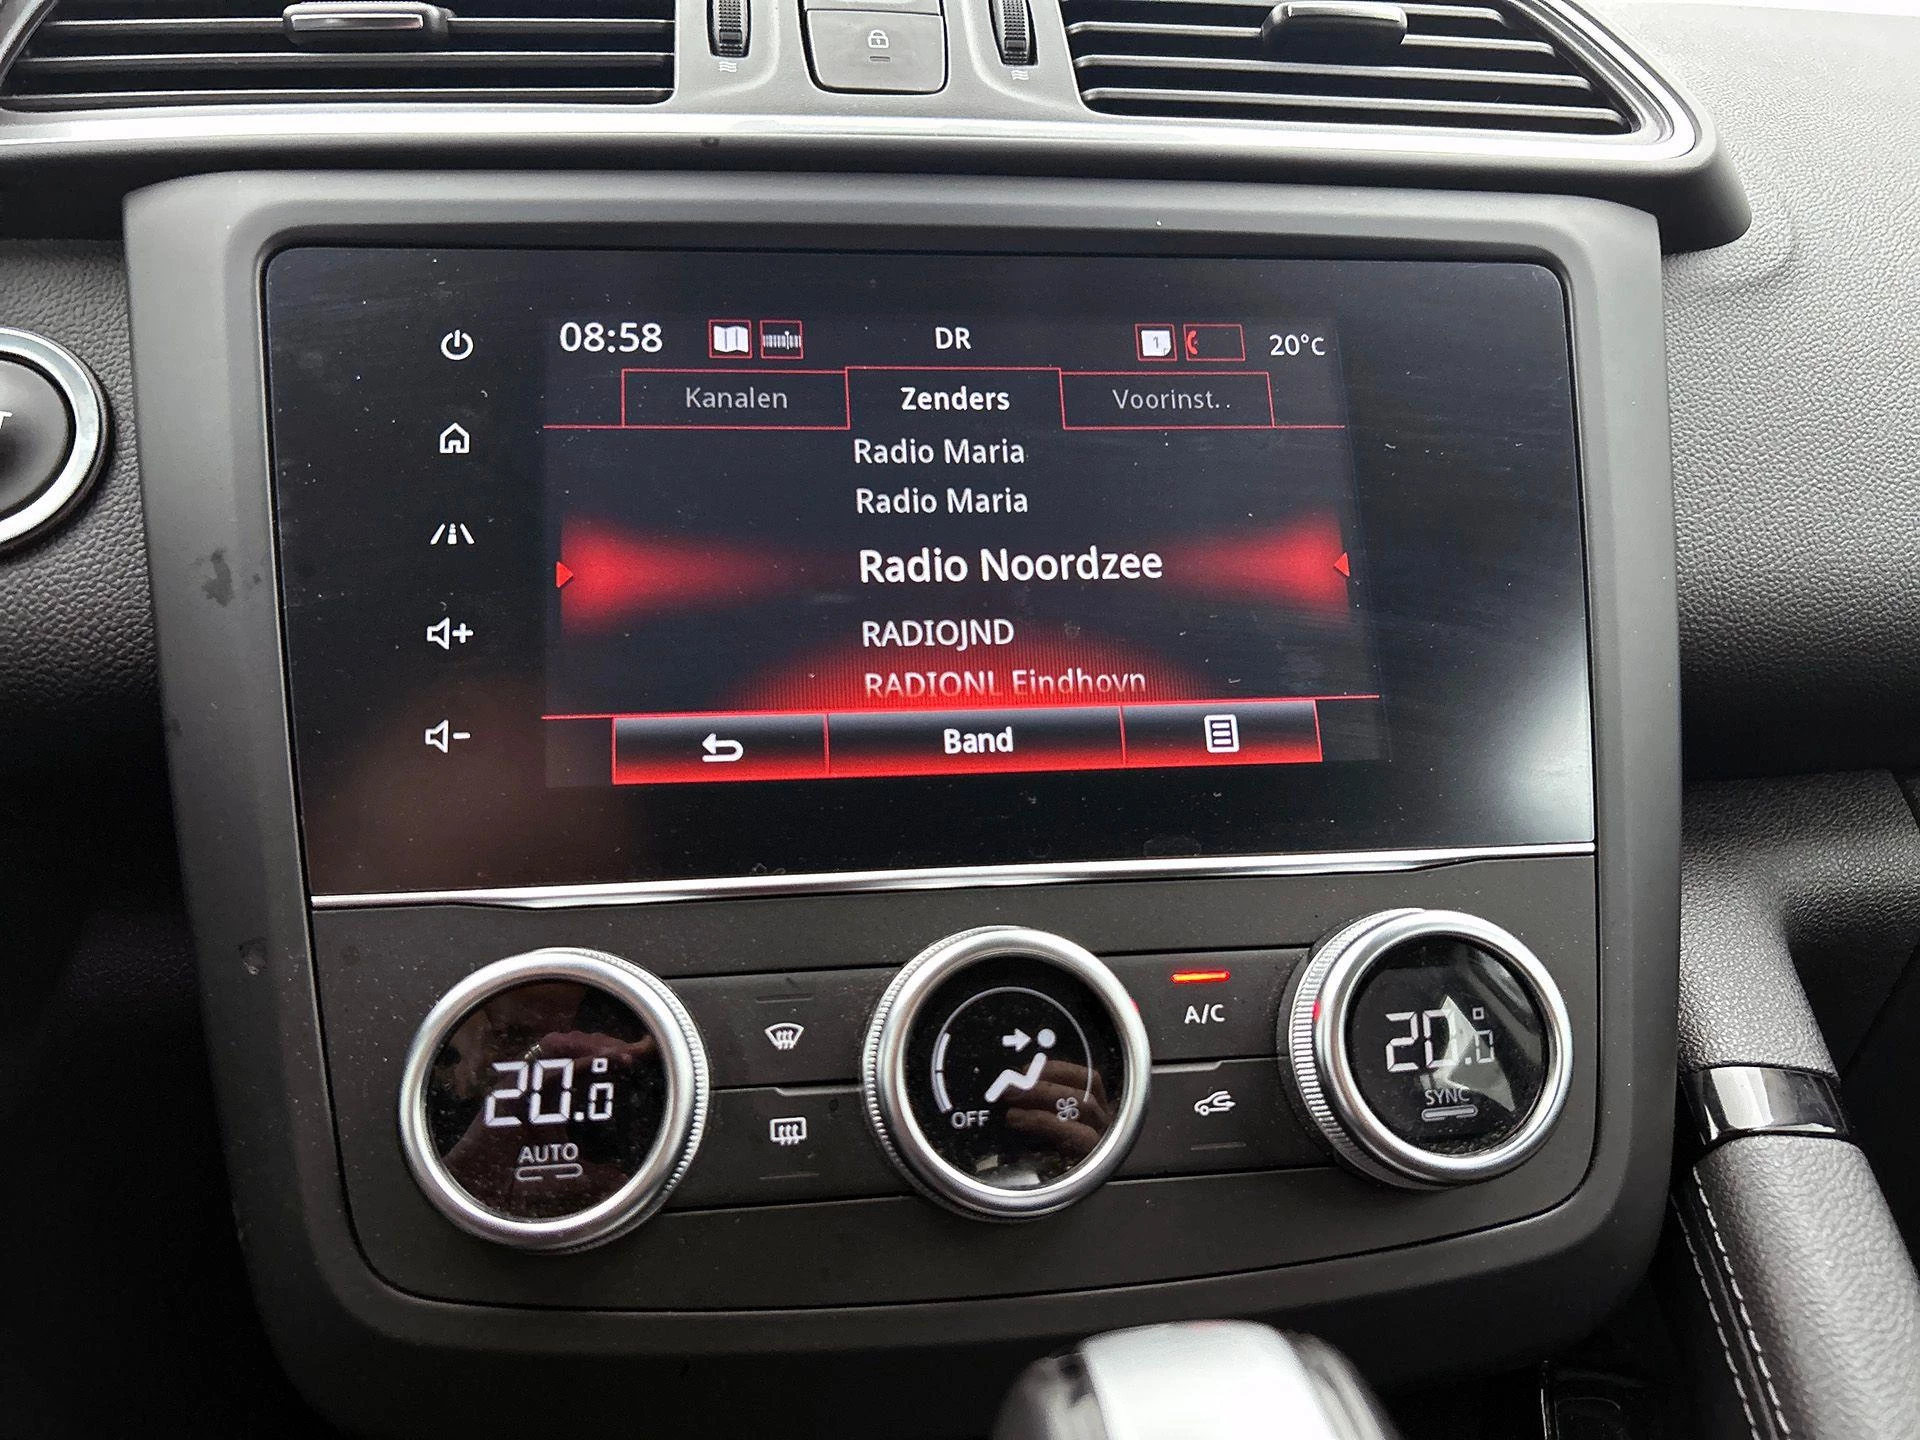 08:58 DR 1 20°C
Kanalen Zenders Voorinst..
Radio Maria
Radio Maria
Radio Noordzee
RADIOJND
RADIONL Eindhovn
Band
20.0°
AUTO
OFF
A/C
20.0°
SYNC